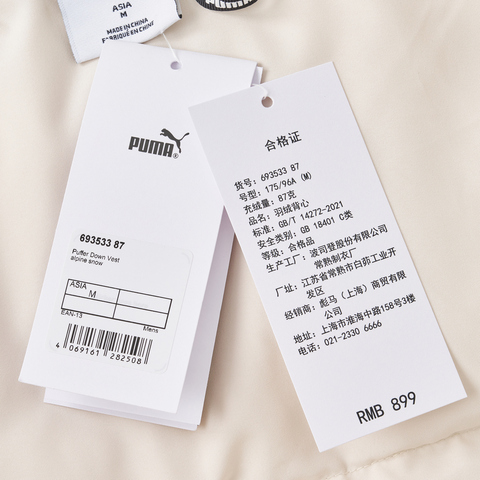 ASIA
M
MADE IN CHINA
FABRIQUÉ EN CHINE
PUMA
693533 87
Puffer Down Vest
alpine snow
ASIA
M
EAN-13
Mens
4 069161 282508
合格证
货号: 693533 87
号型: 175/96A (M)
充绒量: 87克
品名: 羽绒背心
标准: GB/T 14272-2021
安全类别: GB 18401 C类
等级: 合格品
生产工厂: 波司登股份有限公司
常熟制衣厂
厂址: 江苏省常熟市白茆工业开
发区
经销商: 彪马(上海)商贸有限
公司
地址: 上海市淮海中路158号3楼
电话: 021-2330 6666
RMB 899